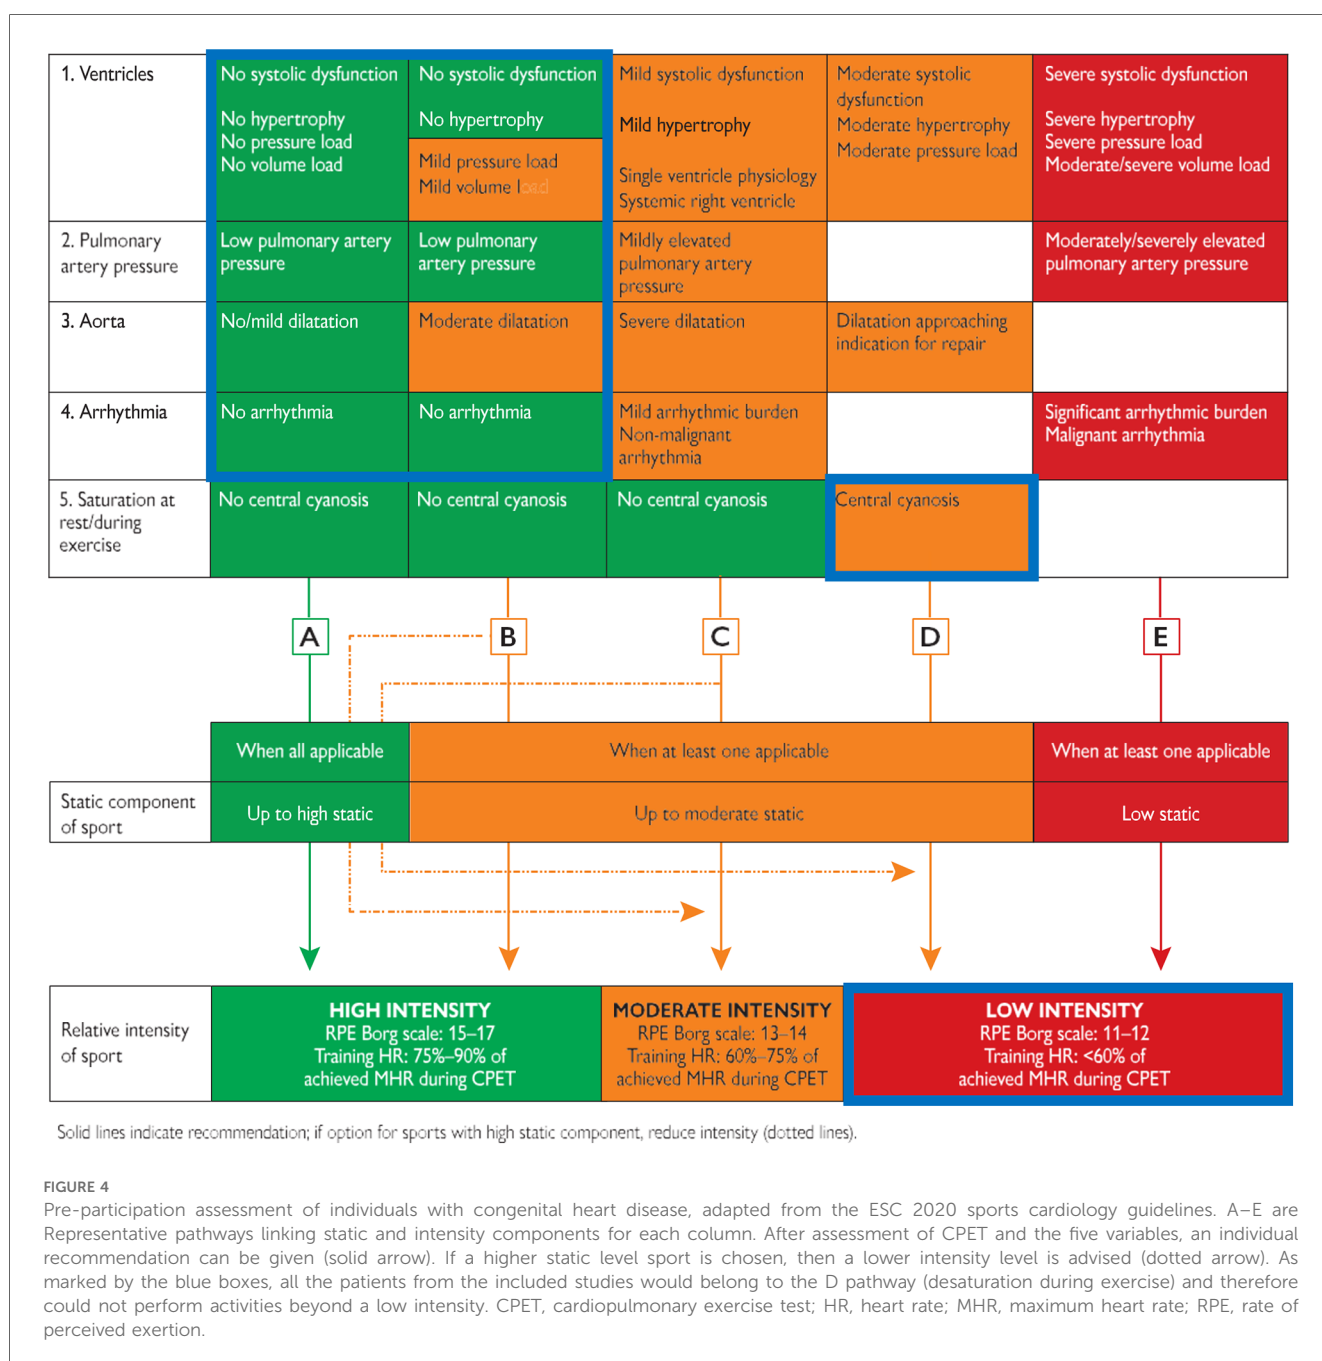 1. Ventricles
No systolic dysfunction
No hypertrophy
No pressure load
No volume load
No systolic dysfunction
No hypertrophy
Mild pressure load
Mild volume load
Mild systolic dysfunction
Mild hypertrophy
Single ventricle physiology
Systemic right ventricle
Moderate systolic
dysfunction
Moderate hypertrophy
Moderate pressure load
Severe systolic dysfunction
Severe hypertrophy
Severe pressure load
Moderate/severe volume load
2. Pulmonary
artery pressure
Low pulmonary artery
pressure
Low pulmonary
artery pressure
Mildly elevated
pulmonary artery
pressure
Moderately/severely elevated
pulmonary artery pressure
3. Aorta
No/mild dilatation
Moderate dilatation
Severe dilatation
Dilatation approaching
indication for repair
4. Arrhythmia
No arrhythmia
No arrhythmia
Mild arrhythmic burden
Non-malignant
arrhythmia
Significant arrhythmic burden
Malignant arrhythmia
5. Saturation at
rest/during
exercise
No central cyanosis
No central cyanosis
No central cyanosis
Central cyanosis
A
B
C
D
E
When all applicable
When at least one applicable
When at least one applicable
Static component
of sport
Up to high static
Up to moderate static
Low static
Relative intensity
of sport
HIGH INTENSITY
RPE Borg scale: 15–17
Training HR: 75%–90% of
achieved MHR during CPET
MODERATE INTENSITY
RPE Borg scale: 13–14
Training HR: 60%–75% of
achieved MHR during CPET
LOW INTENSITY
RPE Borg scale: 11–12
Training HR: <60% of
achieved MHR during CPET
Solid lines indicate recommendation; if option for sports with high static component, reduce intensity (dotted lines).
FIGURE 4
Pre-participation assessment of individuals with congenital heart disease, adapted from the ESC 2020 sports cardiology guidelines. A–E are
Representative pathways linking static and intensity components for each column. After assessment of CPET and the five variables, an individual
recommendation can be given (solid arrow). If a higher static level sport is chosen, then a lower intensity level is advised (dotted arrow). As
marked by the blue boxes, all the patients from the included studies would belong to the D pathway (desaturation during exercise) and therefore
could not perform activities beyond a low intensity. CPET, cardiopulmonary exercise test; HR, heart rate; MHR, maximum heart rate; RPE, rate of
perceived exertion.